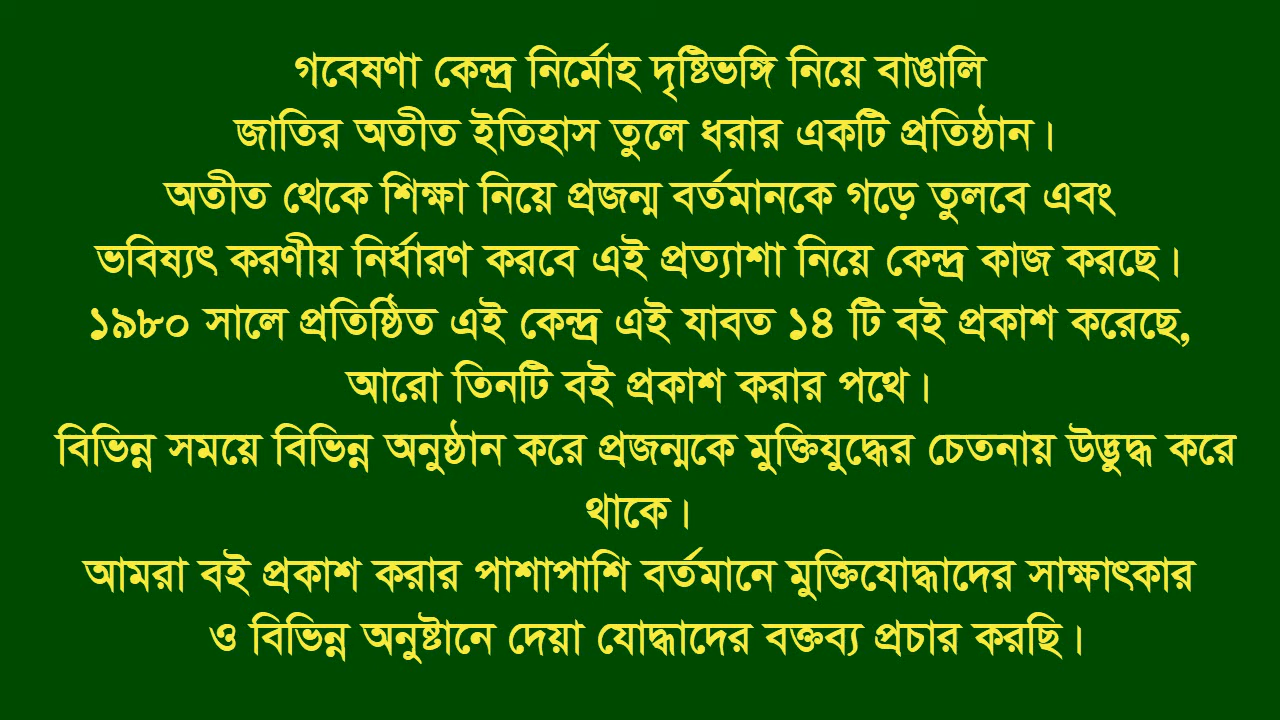 গবেষণা কেন্দ্র নির্মোহ দৃষ্টিভঙ্গি নিয়ে বাঙালি
জাতির অতীত ইতিহাস তুলে ধরার একটি প্রতিষ্ঠান।
অতীত থেকে শিক্ষা নিয়ে প্রজন্ম বর্তমানকে গড়ে তুলবে এবং
ভবিষ্যৎ করণীয় নির্ধারণ করবে এই প্রত্যাশা নিয়ে কেন্দ্র কাজ করছে।
১৯৮০ সালে প্রতিষ্ঠিত এই কেন্দ্র এই যাবত ১৪ টি বই প্রকাশ করেছে,
আরো তিনটি বই প্রকাশ করার পথে।
বিভিন্ন সময়ে বিভিন্ন অনুষ্ঠান করে প্রজন্মকে মুক্তিযুদ্ধের চেতনায় উদ্ভুদ্ধ করে
থাকে।
আমরা বই প্রকাশ করার পাশাপাশি বর্তমানে মুক্তিযোদ্ধাদের সাক্ষাৎকার
ও বিভিন্ন অনুষ্টানে দেয়া যোদ্ধাদের বক্তব্য প্রচার করছি।